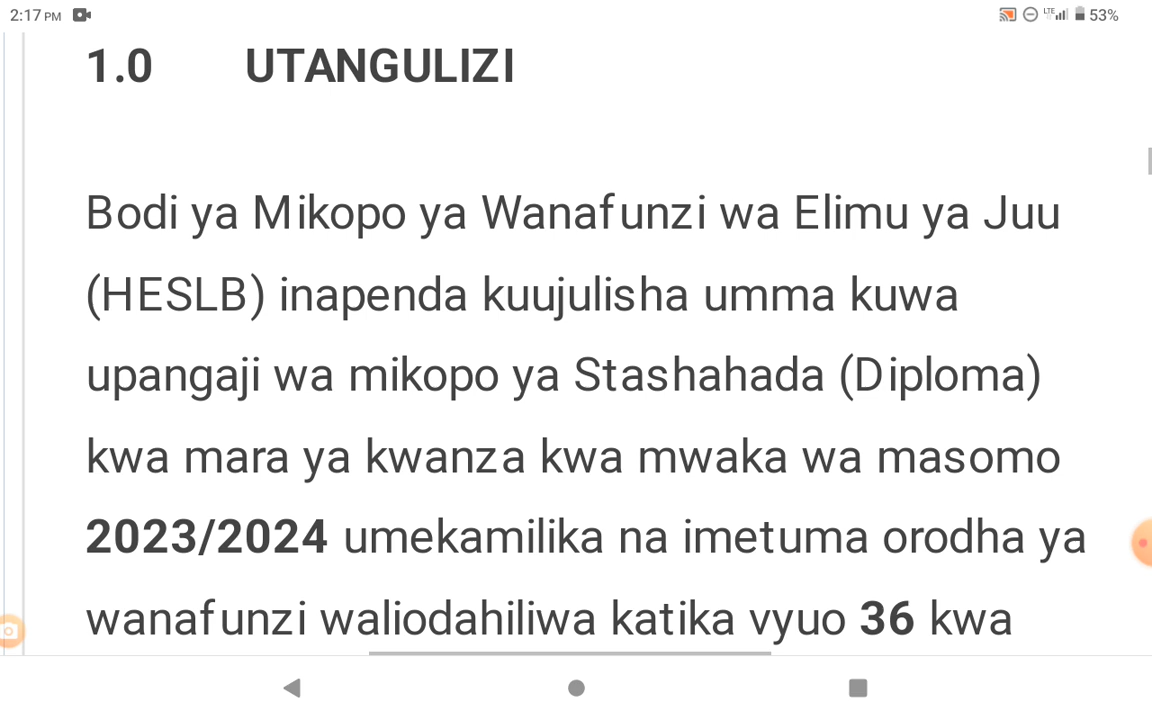 2:17 PM LTE 53%
1.0 UTANGULIZI
Bodi ya Mikopo ya Wanafunzi wa Elimu ya Juu
(HESLB) inapenda kuujulisha umma kuwa
upangaji wa mikopo ya Stashahada (Diploma)
kwa mara ya kwanza kwa mwaka wa masomo
2023/2024 umekamilika na imetuma orodha ya
wanafunzi waliodahiliwa katika vyuo 36 kwa